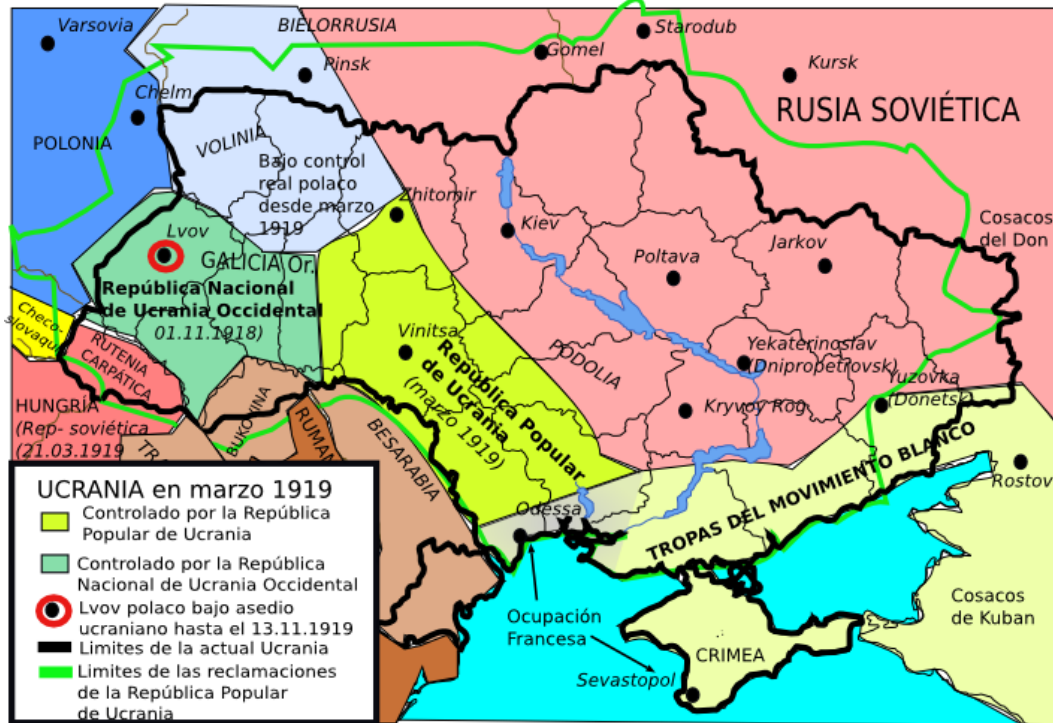 Varsovia
BIELORRUSIA
Starodub
Gomel
Pinsk
Kursk
Chelm
RUSIA SOVIÉTICA
POLONIA
VOLINIA
Bajo control
real polaco
desde marzo
1919
Zhitomir
Cosacos
del Don
Lvov
Kiev
Jarkov
Poltava
GALICIA Or.
República Nacional
de Ucrania Occidental
01.11.1918)
Checo-
slovaqu
Vinitsa
República Popular
de Ucrania
(marzo 1919)
PODOLIA
Yekaterinoslav
(Dnipropetrovsk)
RUTENIA
CARPÁTICA
Yuzovka
(Donetsk)
Kryvoy Rog
HUNGRÍA
(Rep- soviética
(21.03.1919
TR
BUKOVINA
RUMAN
BESARABIA
TROPAS DEL MOVIMIENTO BLANCO
Rostov
Odessa
UCRANIA en marzo 1919
Controlado por la República
Popular de Ucrania
Controlado por la República
Nacional de Ucrania Occidental
Lvov polaco bajo asedio
ucraniano hasta el 13.11.1919
Limites de la actual Ucrania
Limites de las reclamaciones
de la República Popular
de Ucrania
Ocupación
Francesa
Cosacos
de Kuban
CRIMEA
Sevastopol